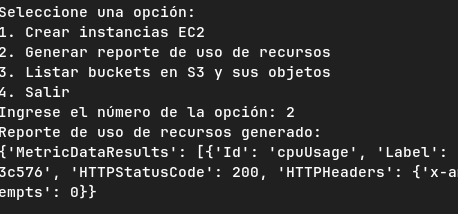 Seleccione una opción:
1. Crear instancias EC2
2. Generar reporte de uso de recursos
3. Listar buckets en S3 y sus objetos
4. Salir
Ingrese el número de la opción: 2
Reporte de uso de recursos generado:
{'MetricDataResults': [{'Id': 'cpuUsage', 'Label':
3c576', 'HTTPStatusCode': 200, 'HTTPHeaders': {'x-a
empts': 0}}